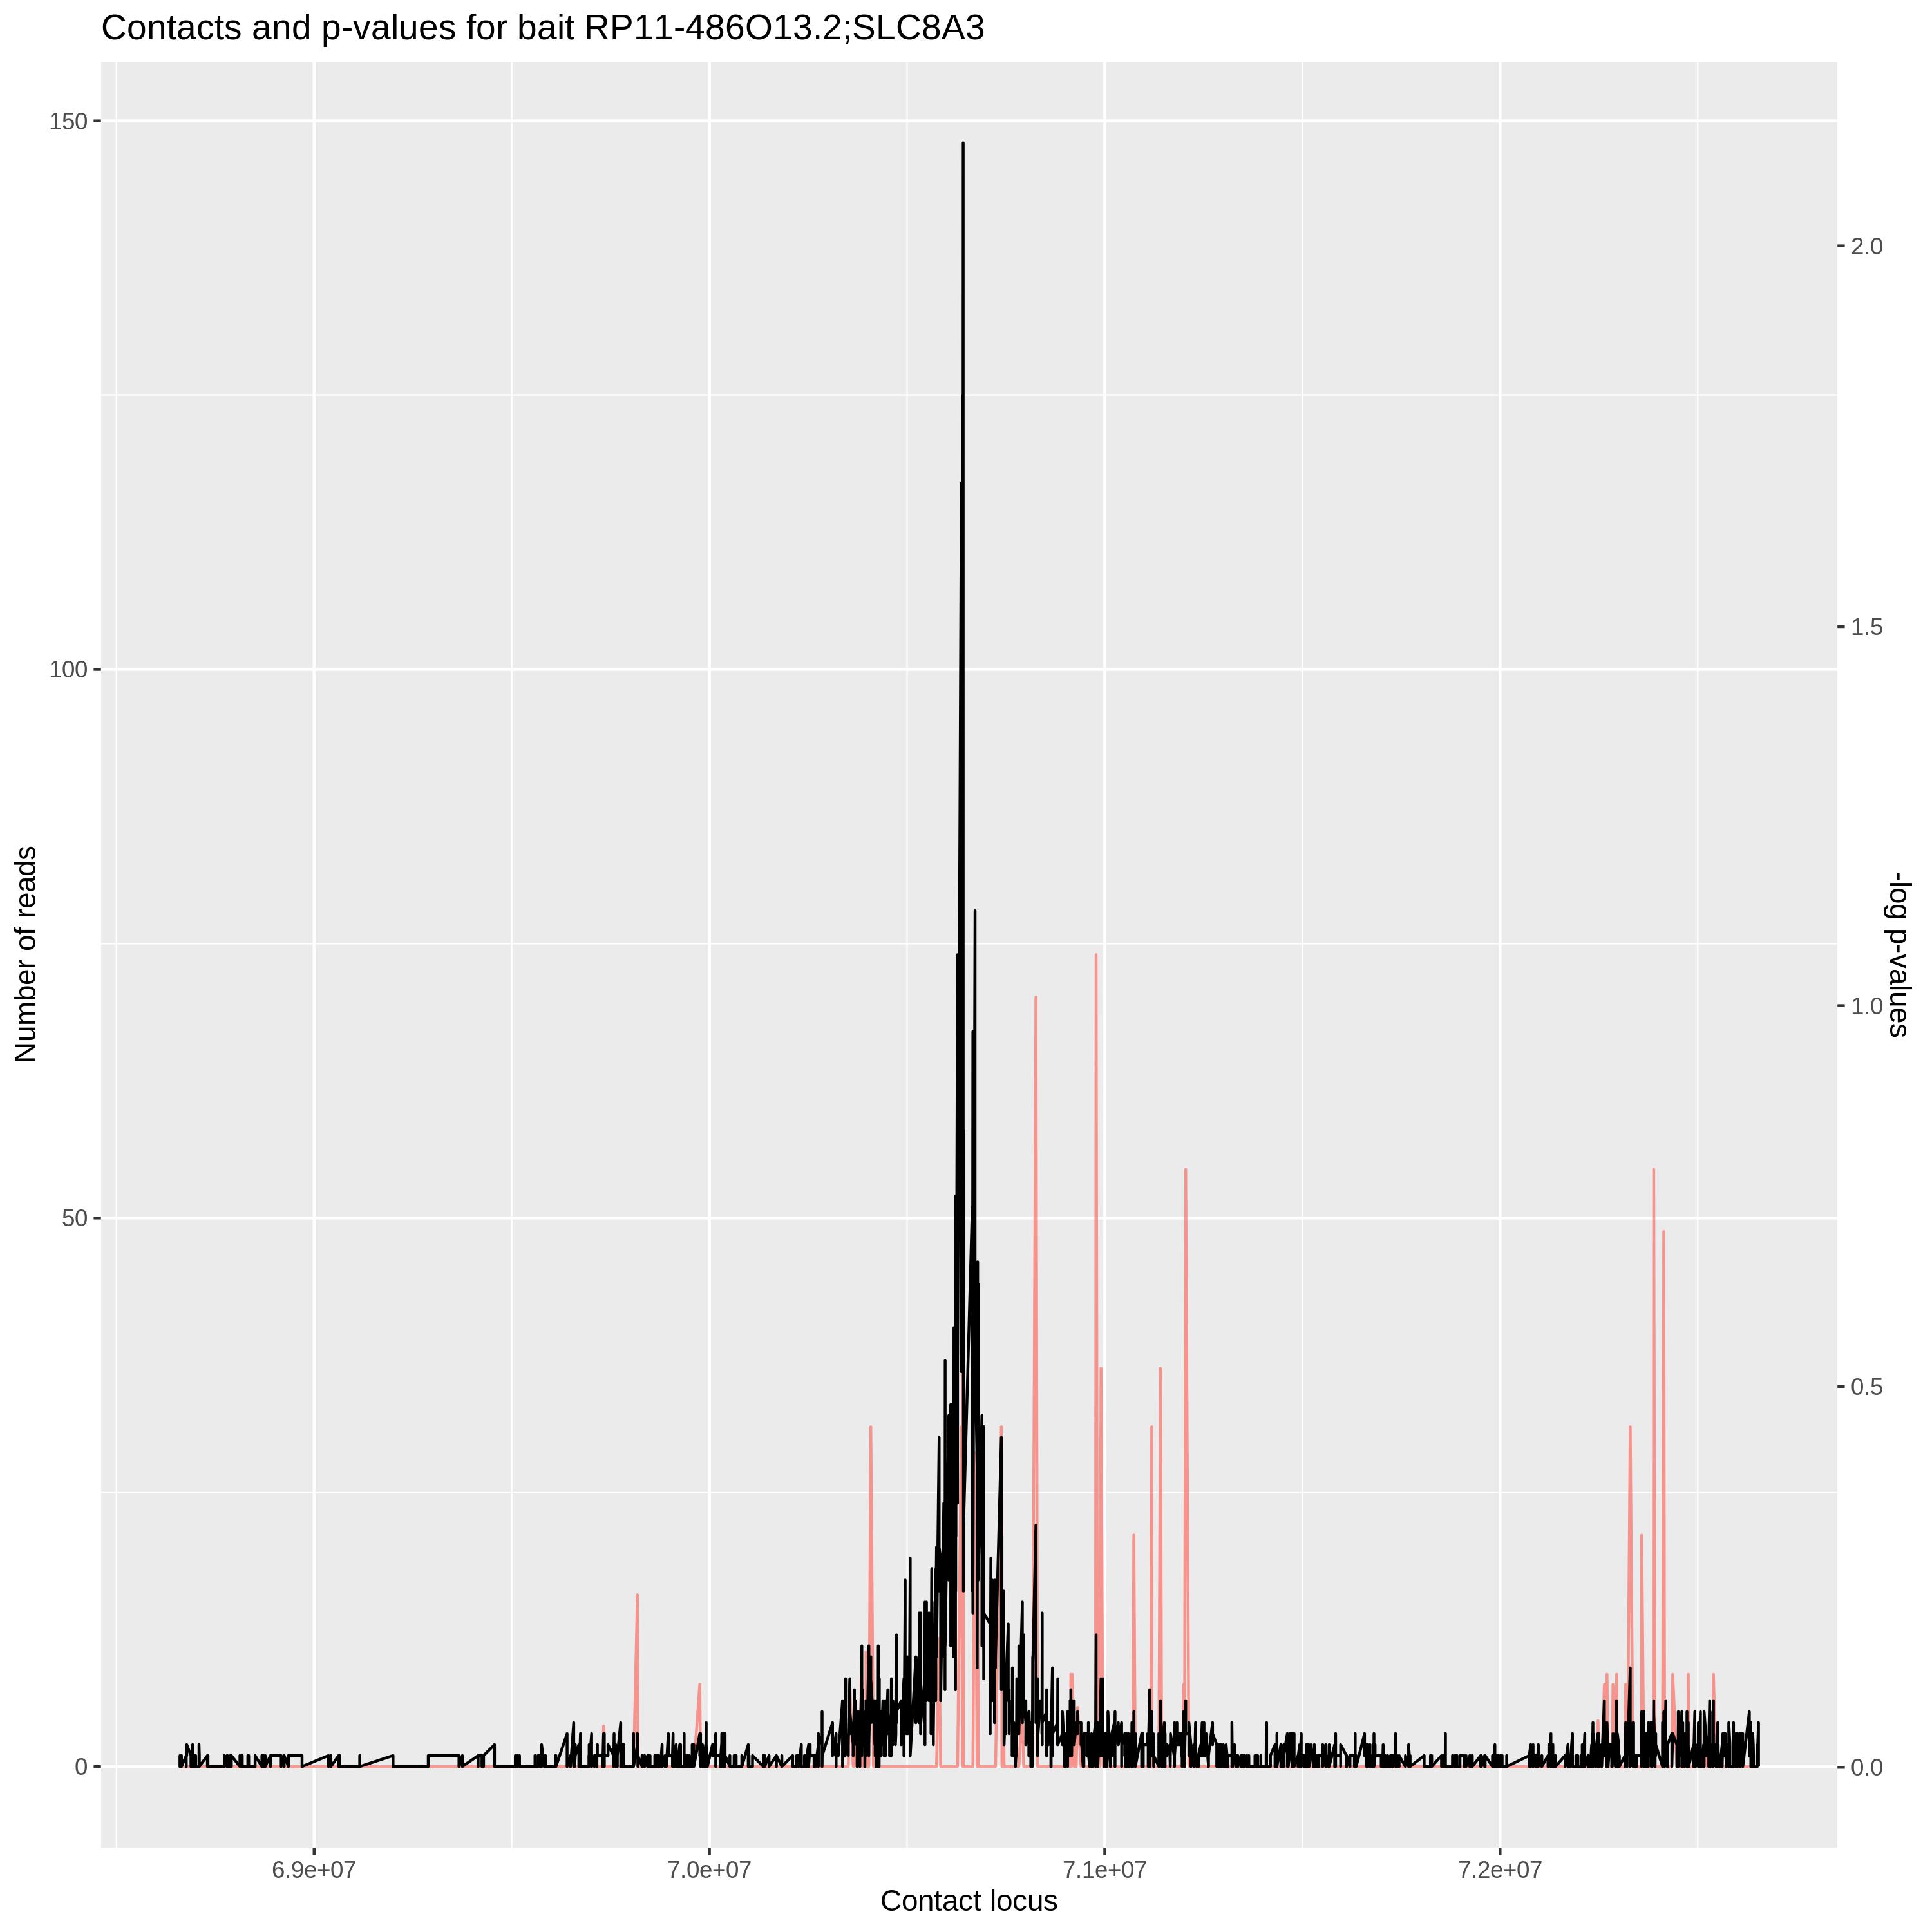 Contacts and p-values for bait RP11-486O13.2;SLC8A3
150
100
50
0
Number of reads
2.0
1.5
1.0
0.5
0.0
-log p-values
6.9e+07
7.0e+07
7.1e+07
7.2e+07
Contact locus